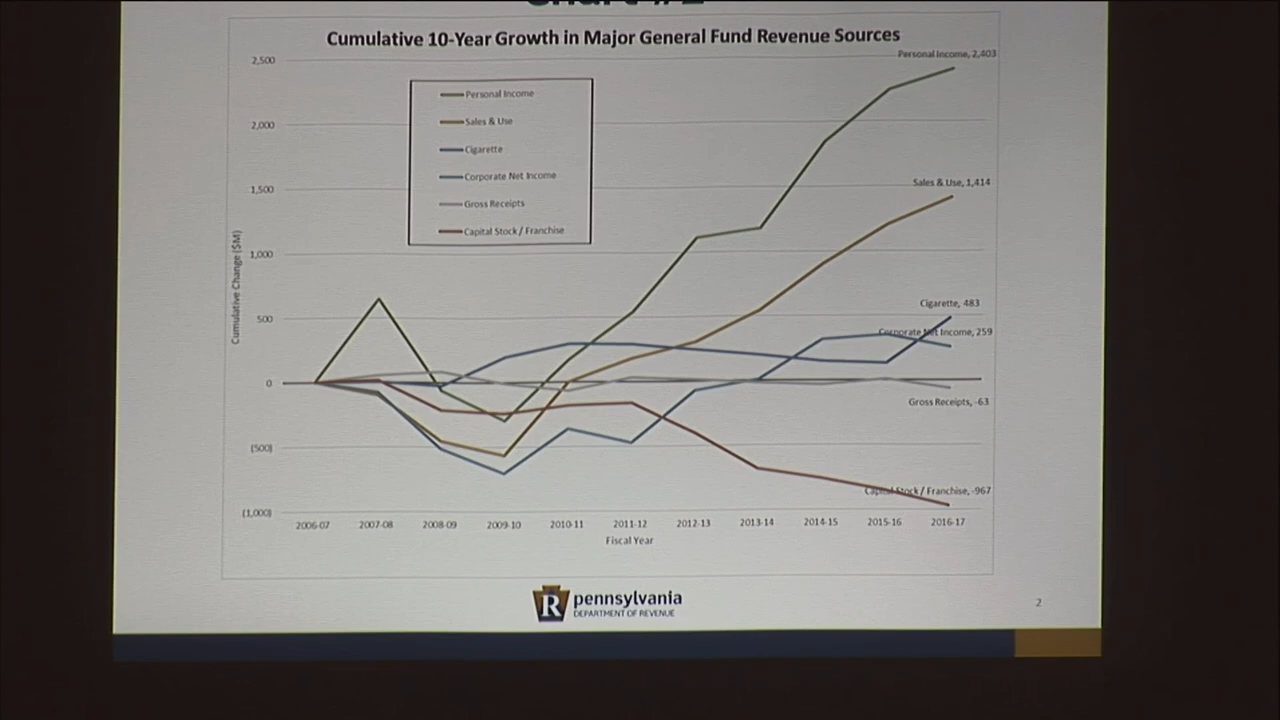 Cumulative 10-Year Growth in Major General Fund Revenue Sources
Personal Income, 2,403
2,500
Personal Income
Sales & Use
Cigarette
Corporate Net Income
Gross Receipts
Capital Stock / Franchise
2,000
1,500
1,000
500
0
(500)
(1,000)
Cumulative Change ($M)
Sales & Use, 1,414
Cigarette, 483
Corporate Net Income, 259
Gross Receipts, -63
Capital Stock / Franchise, -967
2006-07 2007-08 2008-09 2009-10 2010-11 2011-12 2012-13 2013-14 2014-15 2015-16 2016-17
Fiscal Year
R
pennsylvania
DEPARTMENT OF REVENUE
2